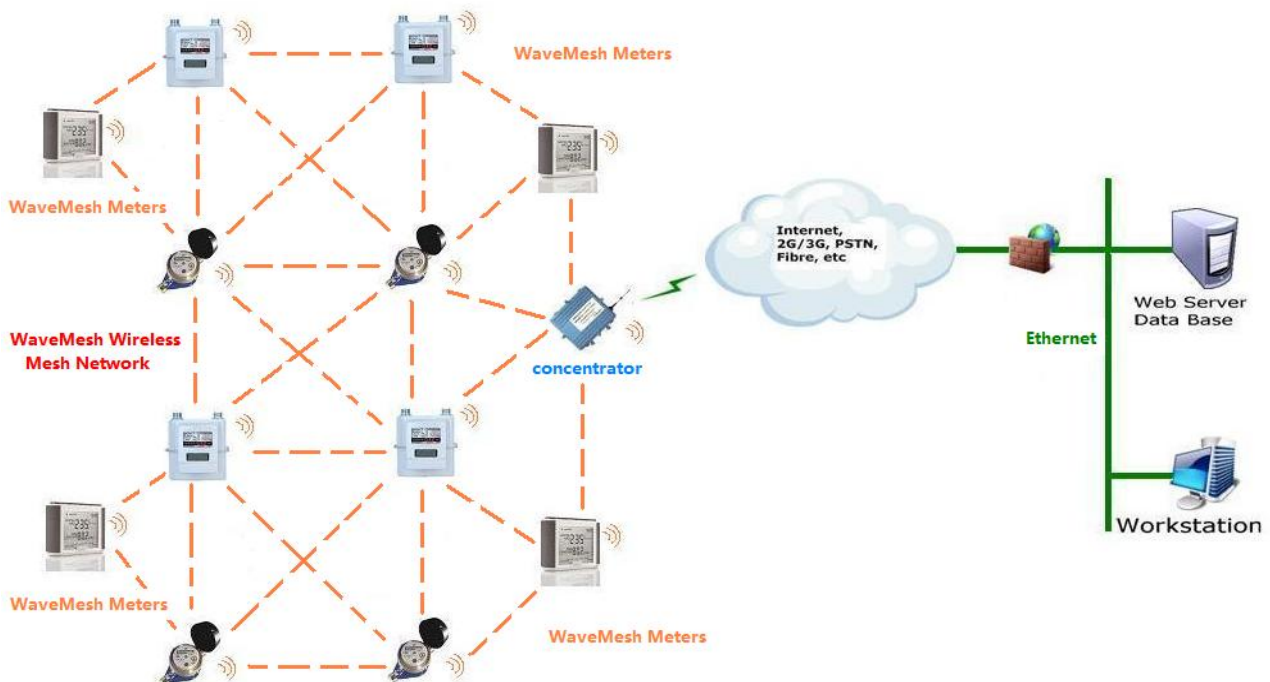 WaveMesh Meters
WaveMesh Meters
Internet,
2G/3G, PSTN,
Fibre, etc
Web Server
Data Base
WaveMesh Wireless
Mesh Network
Ethernet
concentrator
Workstation
WaveMesh Meters
WaveMesh Meters